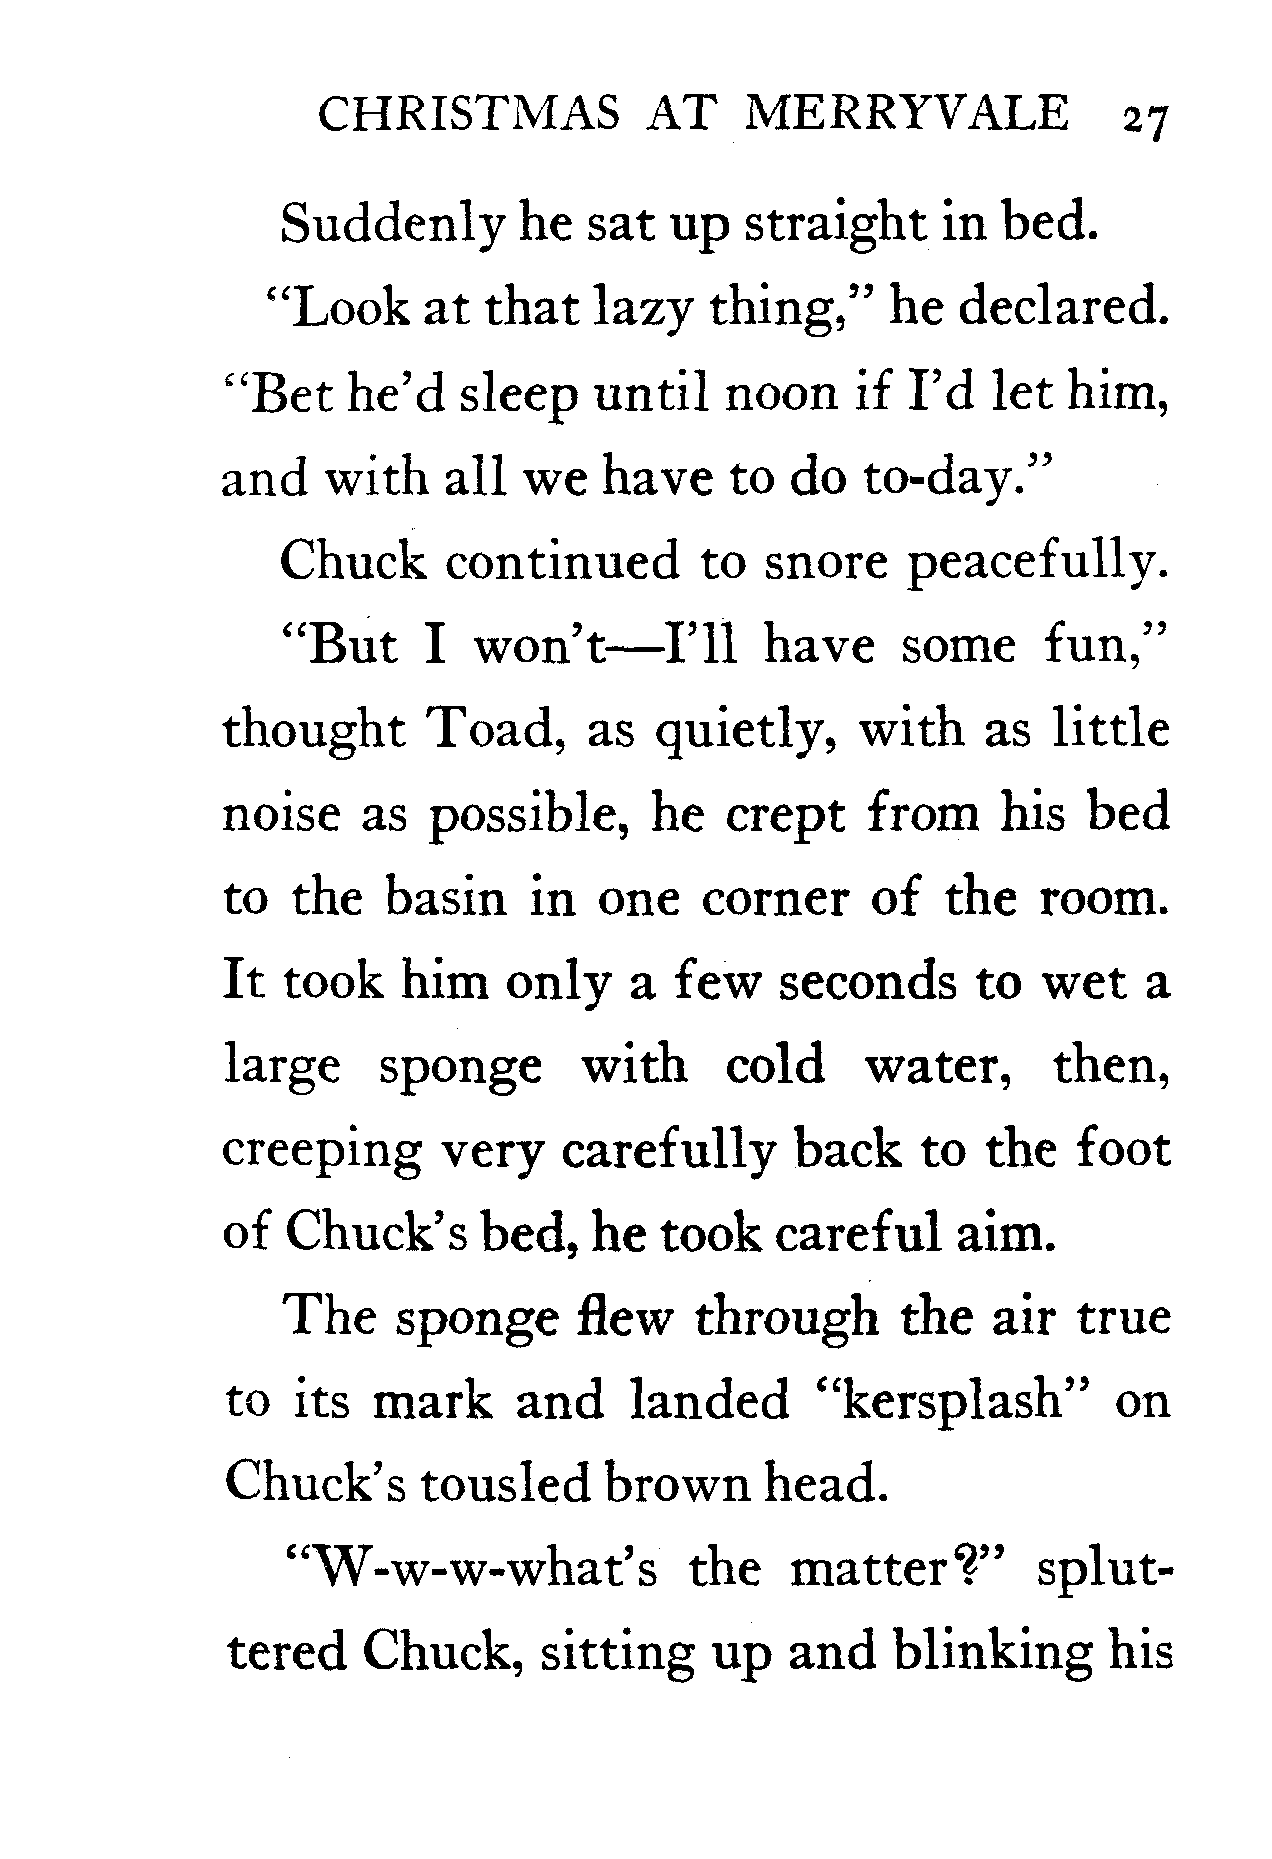 CHRISTMAS AT MERRYVALE 27
Suddenly he sat up straight in bed.
“Look at that lazy thing,” he declared.
“Bet he’d sleep until noon if I’d let him,
and with all we have to do to-day.”
Chuck continued to snore peacefully.
“But I won’t—I’ll have some fun,”
thought Toad, as quietly, with as little
noise as possible, he crept from his bed
to the basin in one corner of the room.
It took him only a few seconds to wet a
large sponge with cold water, then,
creeping very carefully back to the foot
of Chuck’s bed, he took careful aim.
The sponge flew through the air true
to its mark and landed “kersplash” on
Chuck’s tousled brown head.
“W-w-w-what’s the matter?” splut-
tered Chuck, sitting up and blinking his